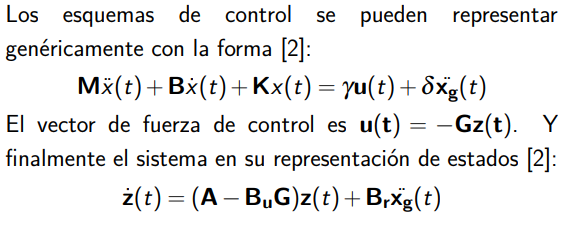 Los esquemas de control se pueden representar
genéricamente con la forma [2]:
𝐌ẍ(t) + 𝐁ẋ(t) + 𝐊x(t) = γ𝐮(t) + δ𝐱̈𝐠(t)
El vector de fuerza de control es 𝐮(𝐭) = −𝐆𝐳(𝐭). Y
finalmente el sistema en su representación de estados [2]:
𝐳̇(t) = (𝐀 − 𝐁𝐮𝐆)𝐳(t) + 𝐁𝐫𝐱̈𝐠(t)